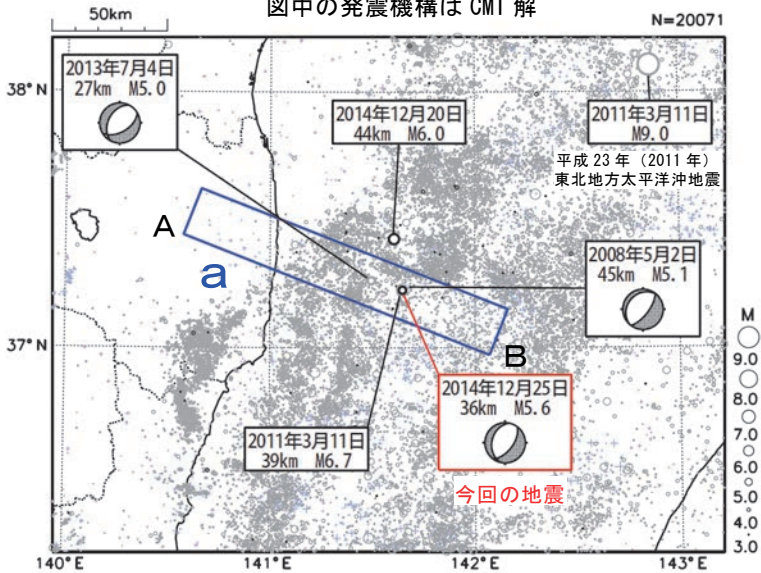 図中の発震機構は CMT 解
50km
N=20071
38°N
2013年7月4日
27km M5.0
2014年12月20日
44km M6.0
2011年3月11日
M9.0
平成 23 年 (2011 年)
東北地方太平洋沖地震
A
a
2008年5月2日
45km M5.1
37°N
B
2014年12月25日
36km M5.6
今回の地震
2011年3月11日
39km M6.7
M
9.0
8.0
7.0
6.0
5.0
4.0
3.0
140°E
141°E
142°E
143°E